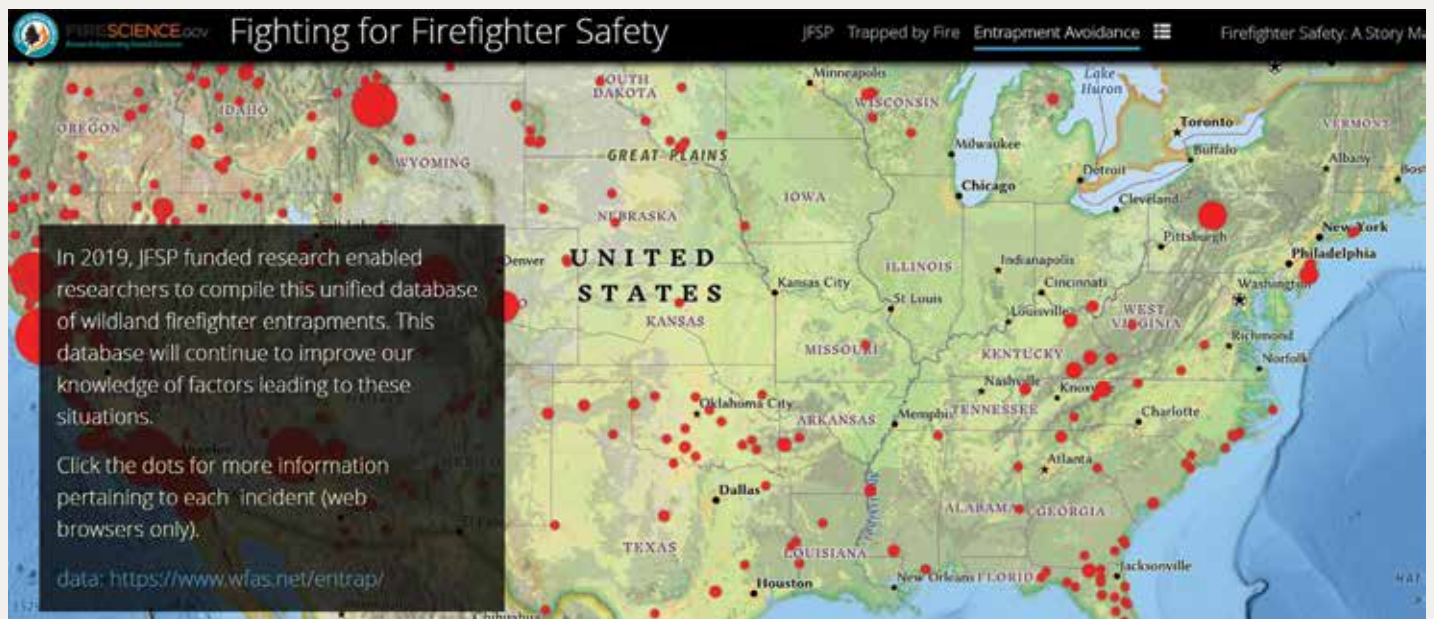 FIRESCIENCE.GOV
Fighting for Firefighter Safety
JFSP Trapped by Fire Entrapment Avoidance
Firefighter Safety: A Story
In 2019, JFSP funded research enabled
researchers to compile this unified database
of wildland firefighter entrapments. This
database will continue to improve our
knowledge of factors leading to these
situations.
Click the dots for more information
pertaining to each incident (web
browsers only).
data: https://www.wfas.net/entrap/
OREGON
IDAHO
WYOMING
SOUTH
DAKOTA
GREAT PLAINS
NEBRASKA
Minneapolis
WISCONSIN
Lake
Huron
Toronto
VERMONT
Milwaukee
Buffalo
Albany
Detroit
Chicago
Cleveland
IOWA
Pittsburgh
New York
Philadelphia
Denver
UNITED
STATES
Kansas City
ILLINOIS
Indianapolis
Cincinnati
Washington
St Louis
Louisville
WEST
VIRGINIA
KANSAS
MISSOURI
KENTUCKY
Richmond
Norfolk
Nashville
Knoxville
Oklahoma City
ARKANSAS
Memphis
TENNESSEE
Charlotte
Atlanta
Dallas
ALABAMA
GEORGIA
TEXAS
LOUISIANA
Jacksonville
Houston
New Orleans
FLORID
Chihuahua